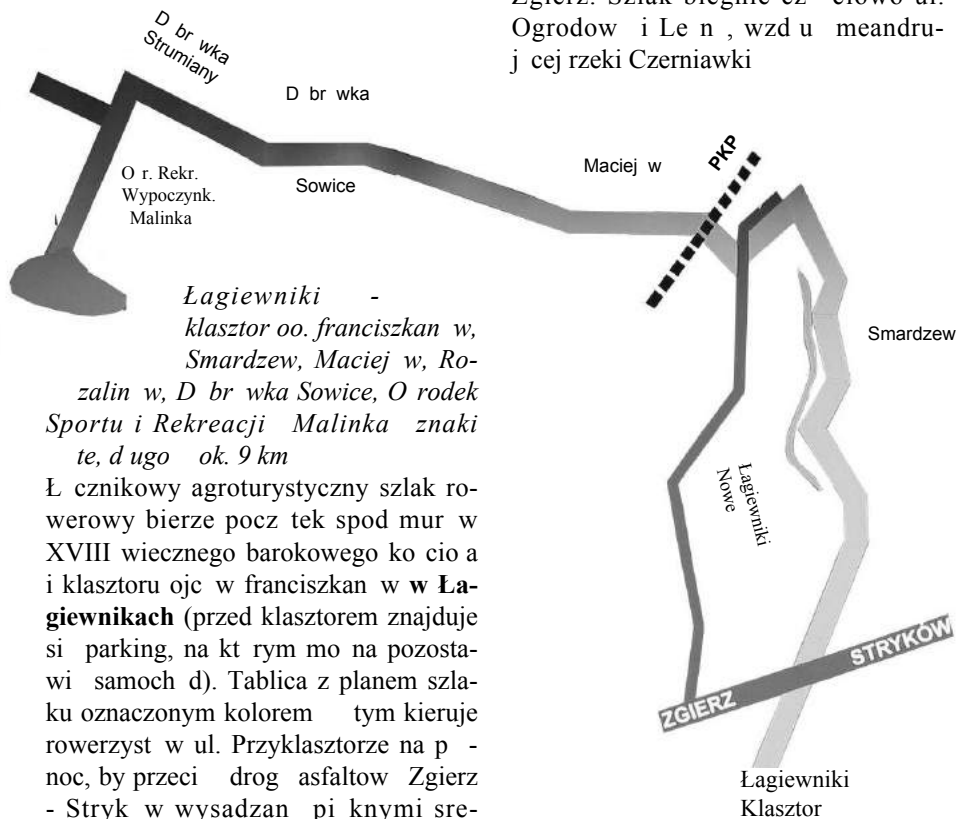 Zgierz. Szlak biegnie cz ciowo ul.
Ogrodow i Le n , wzd u meandru-
j cej rzeki Czerniawki
D br wka
Strumiany
D br wka
Sowice
O r. Rekr.
Wypoczynk.
Malinka
Maciej w
PKP
Smardzew
Łagiewniki
Nowe
ZGIERZ
STRYKÓW
Łagiewniki
Klasztor
Łagiewniki -
klasztor oo. franciszkan w,
Smardzew, Maciej w, Ro-
zalin w, D br wka Sowice, O rodek
Sportu i Rekreacji Malinka znaki
te, d ugo ok. 9 km
Ł cznikowy agroturystyczny szlak ro-
werowy bierze pocz tek spod mur w
XVIII wiecznego barokowego ko cio a
i klasztoru ojc w franciszkan w w Ła-
giewnikach (przed klasztorem znajduje
si parking, na kt rym mo na pozosta-
wi samoch d). Tablica z planem szla-
ku oznaczonym kolorem tym kieruje
rowerzyst w ul. Przyklasztorze na p -
noc, by przeci drog asfaltow Zgierz
- Stryk w wysadzan pi knymi sre-